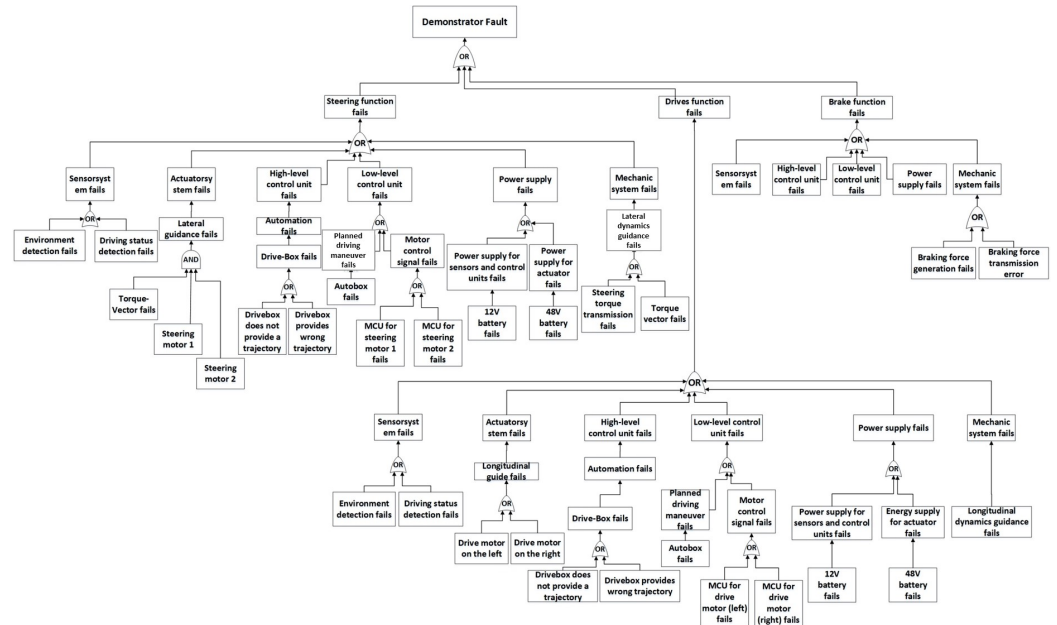 Demonstrator Fault
OR
Steering function
fails
Drives function
fails
Brake function
fails
OR
OR
Sensorsyst
em fails
Actuatorsy
stem fails
High-level
control unit
fails
Low-level
control unit
fails
Power supply
fails
Mechanic
system fails
Sensorsyst
em fails
High-level
control unit
fails
Low-level
control unit
fails
Power
supply fails
Mechanic
system fails
OR
Lateral
guidance fails
Automation
fails
OR
OR
Lateral
dynamics
guidance
fails
OR
Environment
detection fails
Driving status
detection fails
AND
Drive-Box fails
Planned
driving
maneuver
fails
Motor
control
signal fails
Power supply for
sensors and control
units fails
Power
supply for
actuator
fails
OR
Braking force
generation fails
Braking force
transmission
error
Torque-
Vector fails
OR
Autobox fails
OR
Steering
torque
transmission
fails
Torque
vector fails
Steering
motor 1
Steering
motor 2
Drivebox
does not
provide a
trajectory
Drivebox
provides
wrong
trajectory
MCU for
steering
motor 1
fails
MCU for
steering
motor 2
fails
12V
battery fails
48V
battery fails
OR
Sensorsyst
em fails
Actuatorsy
stem fails
High-level
control unit fails
Low-level
control unit fails
Power supply fails
Mechanic
system fails
OR
Longitudinal
guide fails
Automation fails
OR
OR
Environment
detection fails
Driving status
detection fails
OR
Drive-Box fails
Planned
driving
maneuver
fails
Motor
control
signal fails
Power supply for
sensors and control
units fails
Energy supply
for actuator
fails
Longitudinal
dynamics guidance
fails
Drive motor
on the left
Drive motor
on the right
OR
Autobox fails
OR
Drivebox does
not provide a
trajectory
Drivebox provides
wrong trajectory
MCU for
drive
motor (left)
fails
MCU for
drive
motor
(right) fails
12V
battery
fails
48V
battery
fails